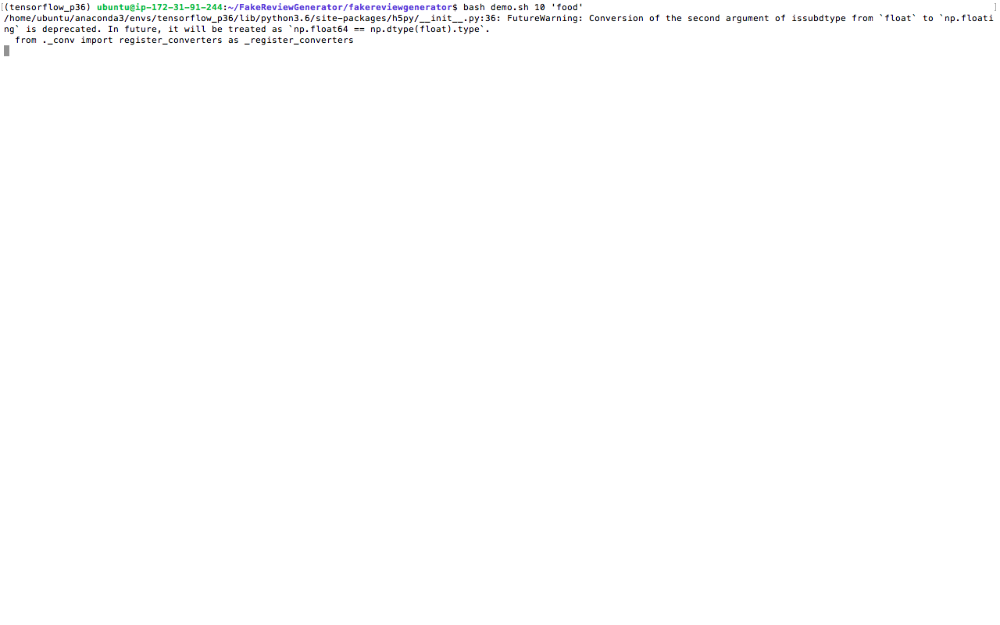 [(tensorflow_p36) ubuntu@ip-172-31-91-244:~/FakeReviewGenerator/fakereviewgenerator$ bash demo.sh 10 'food' ]
/home/ubuntu/anaconda3/envs/tensorflow_p36/lib/python3.6/site-packages/h5py/__init__.py:36: FutureWarning: Conversion of the second argument of issubdtype from `float` to `np.floati
ng` is deprecated. In future, it will be treated as `np.float64 == np.dtype(float).type`.
  from ._conv import register_converters as _register_converters